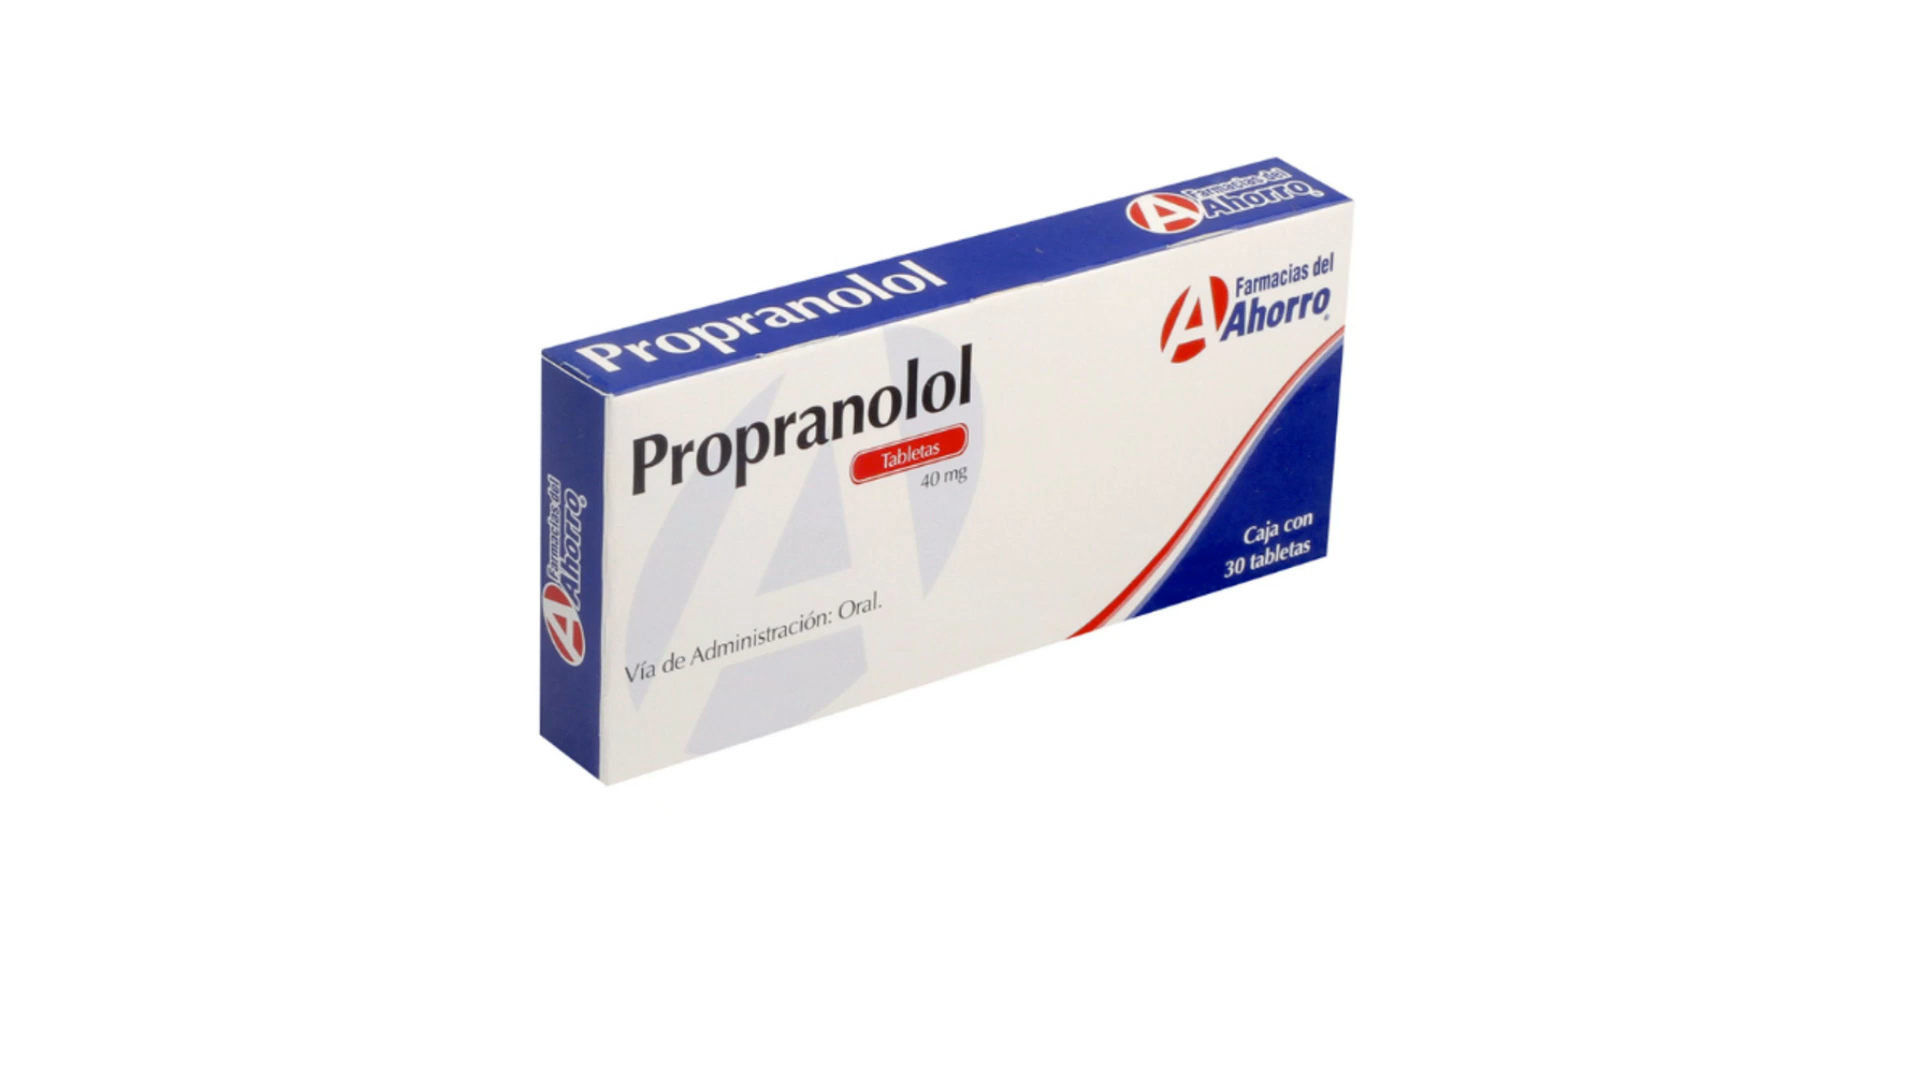 Propranolol
Farmacias del
Ahorro
Farmacias del
Ahorro
Propranolol
Tabletas
40 mg
Vía de Administración: Oral.
Caja con
30 tabletas
Farmacias del
Ahorro